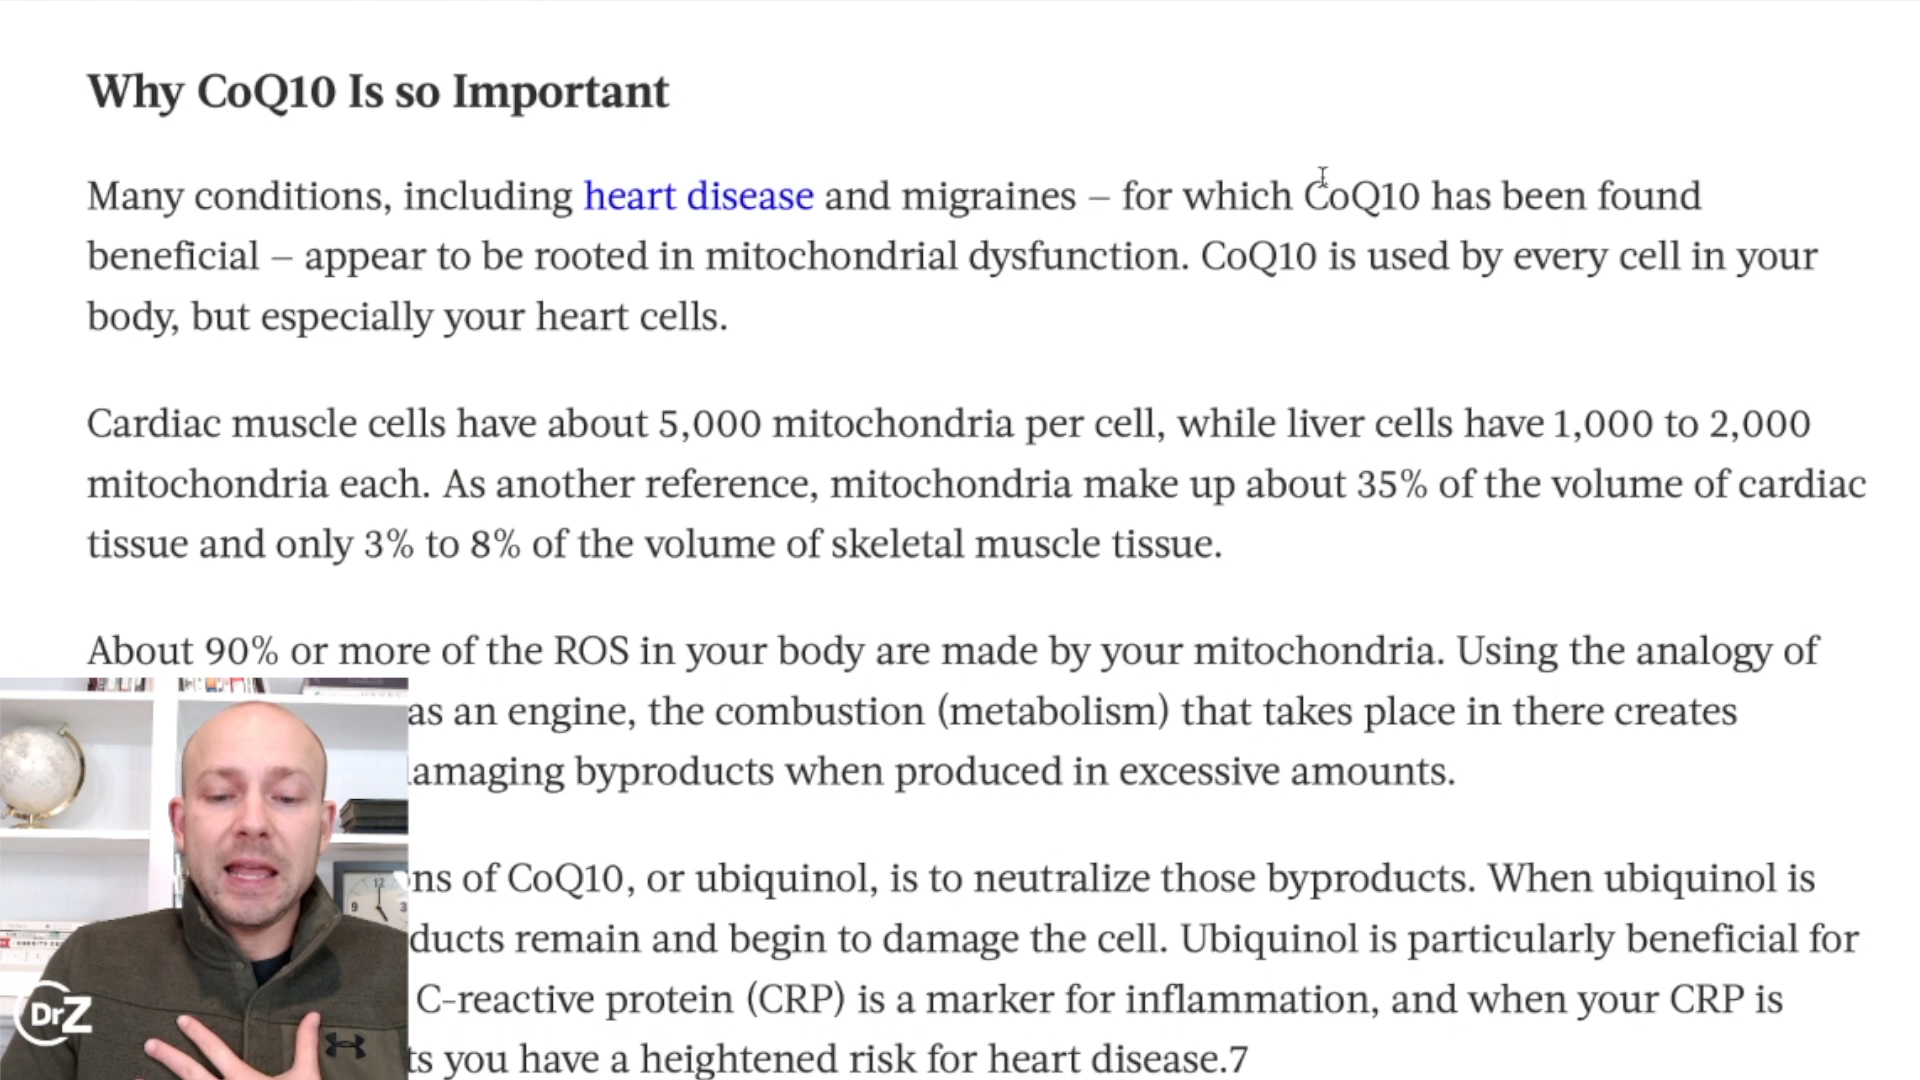 Why CoQ10 Is so Important
Many conditions, including heart disease and migraines – for which CoQ10 has been found
beneficial – appear to be rooted in mitochondrial dysfunction. CoQ10 is used by every cell in your
body, but especially your heart cells.
Cardiac muscle cells have about 5,000 mitochondria per cell, while liver cells have 1,000 to 2,000
mitochondria each. As another reference, mitochondria make up about 35% of the volume of cardiac
tissue and only 3% to 8% of the volume of skeletal muscle tissue.
About 90% or more of the ROS in your body are made by your mitochondria. Using the analogy of
as an engine, the combustion (metabolism) that takes place in there creates
amaging byproducts when produced in excessive amounts.
ns of CoQ10, or ubiquinol, is to neutralize those byproducts. When ubiquinol is
ducts remain and begin to damage the cell. Ubiquinol is particularly beneficial for
C-reactive protein (CRP) is a marker for inflammation, and when your CRP is
ts you have a heightened risk for heart disease.7
12
9
3
DrZ